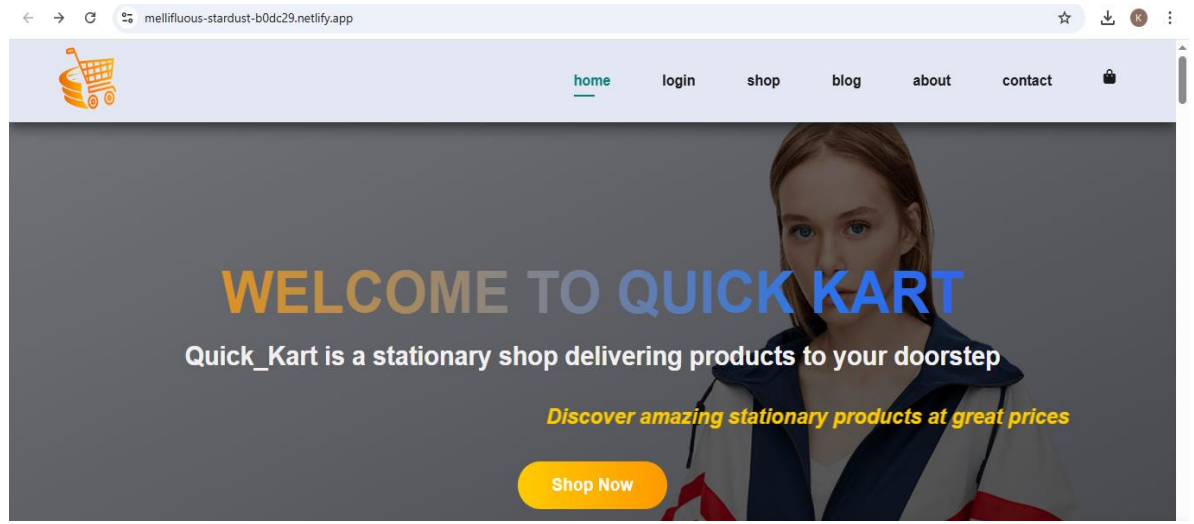 mellifluous-stardust-b0dc29.netlify.app
K
home login shop blog about contact
WELCOME TO QUICK KART
Quick_Kart is a stationary shop delivering products to your doorstep
Discover amazing stationary products at great prices
Shop Now